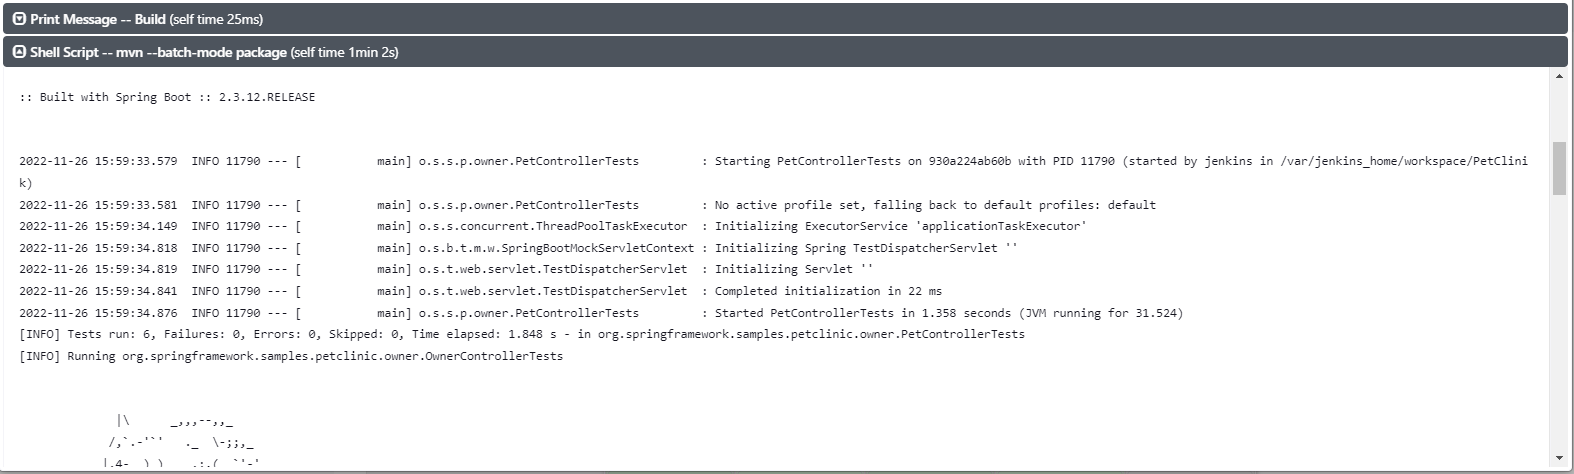 Print Message -- Build (self time 25ms)
Shell Script -- mvn --batch-mode package (self time 1min 2s)
:: Built with Spring Boot :: 2.3.12.RELEASE
2022-11-26 15:59:33.579  INFO 11790 --- [           main] o.s.s.p.owner.PetControllerTests         : Starting PetControllerTests on 930a224ab60b with PID 11790 (started by jenkins in /var/jenkins_home/workspace/PetClini
k)
2022-11-26 15:59:33.581  INFO 11790 --- [           main] o.s.s.p.owner.PetControllerTests         : No active profile set, falling back to default profiles: default
2022-11-26 15:59:34.149  INFO 11790 --- [           main] o.s.s.concurrent.ThreadPoolTaskExecutor  : Initializing ExecutorService 'applicationTaskExecutor'
2022-11-26 15:59:34.818  INFO 11790 --- [           main] o.s.b.t.m.w.SpringBootMockServletContext : Initializing Spring TestDispatcherServlet ''
2022-11-26 15:59:34.819  INFO 11790 --- [           main] o.s.t.web.servlet.TestDispatcherServlet  : Initializing Servlet ''
2022-11-26 15:59:34.841  INFO 11790 --- [           main] o.s.t.web.servlet.TestDispatcherServlet  : Completed initialization in 22 ms
2022-11-26 15:59:34.876  INFO 11790 --- [           main] o.s.s.p.owner.PetControllerTests         : Started PetControllerTests in 1.358 seconds (JVM running for 31.524)
[INFO] Tests run: 6, Failures: 0, Errors: 0, Skipped: 0, Time elapsed: 1.848 s - in org.springframework.samples.petclinic.owner.PetControllerTests
[INFO] Running org.springframework.samples.petclinic.owner.OwnerControllerTests
              |\      _,,,--,,_
             /,`.-'`'   ._  \-;;,_
            |,4-  ) )_   .;.(  `'-'